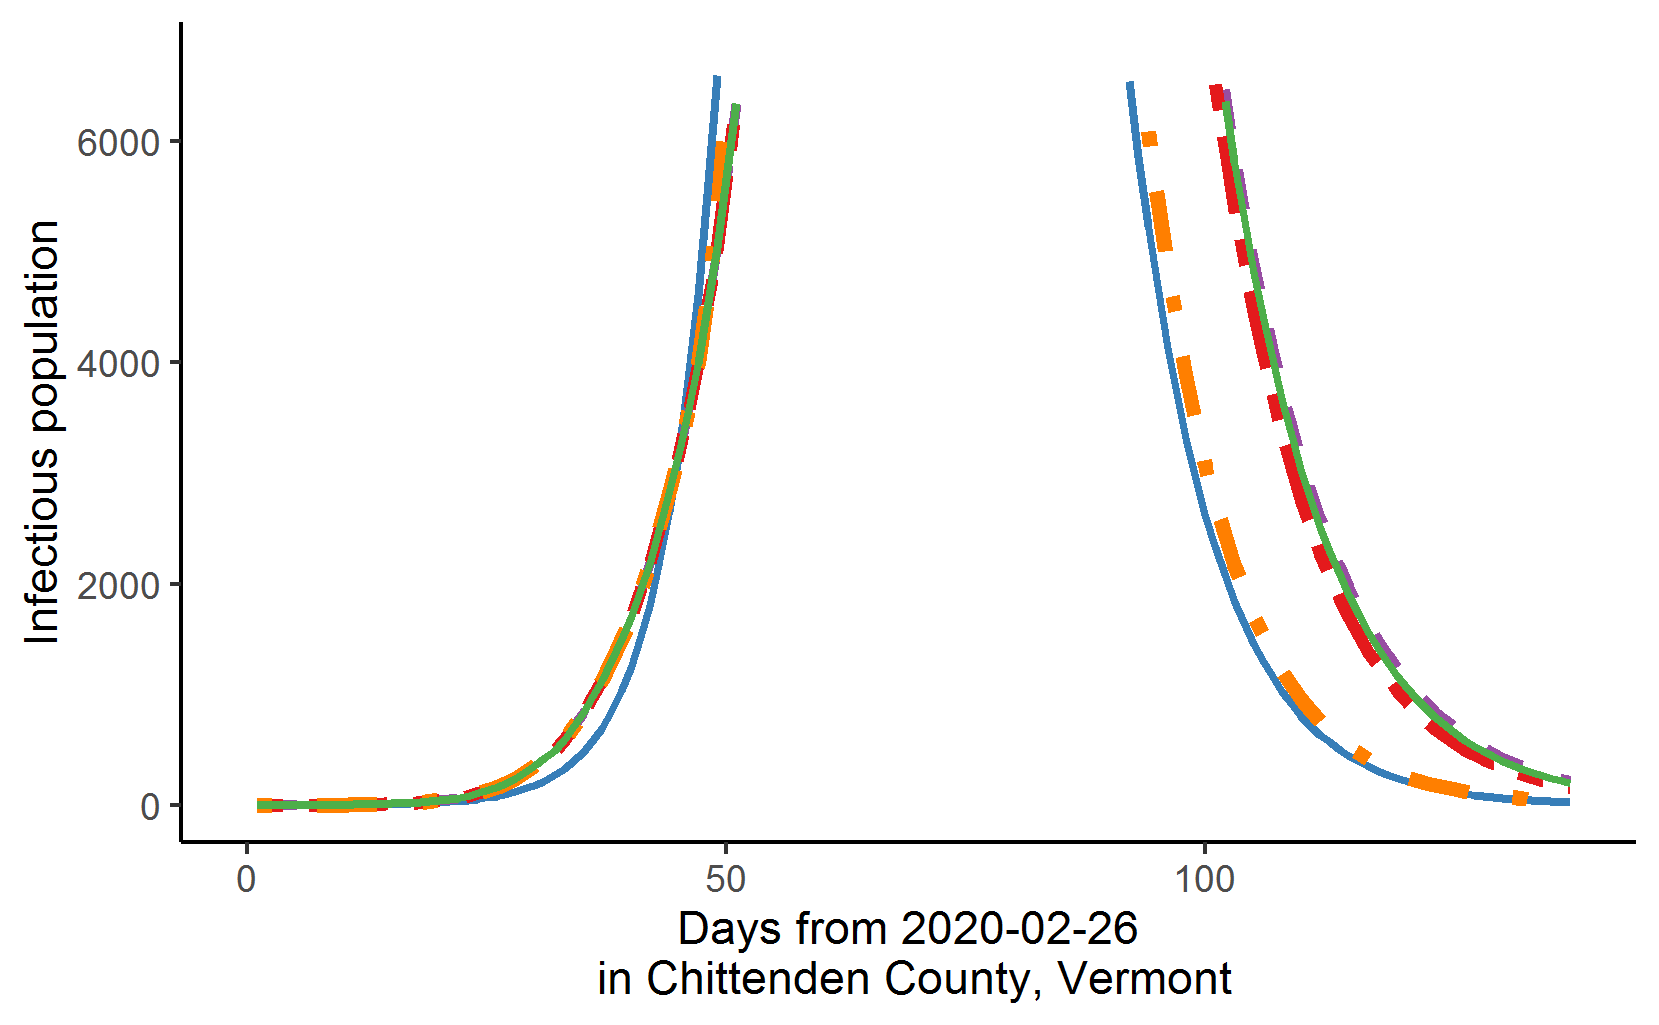 Infectious population
6000
4000
2000
0
0
50
100
Days from 2020-02-26
in Chittenden County, Vermont